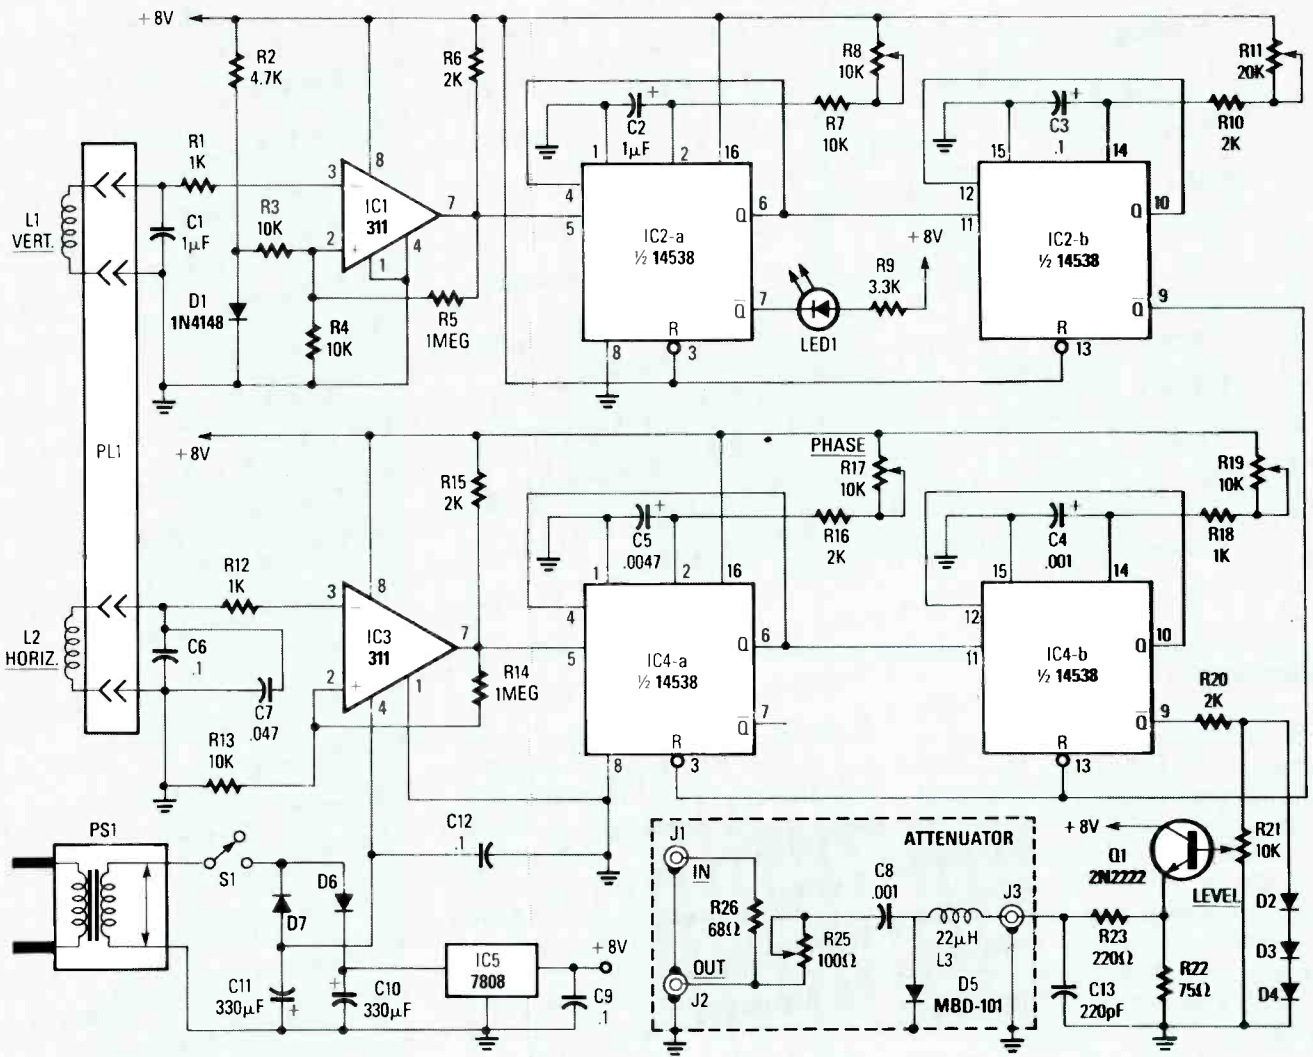 + 8V
R2
4.7K
R6
2K
R8
10K
R11
20K
R7
10K
R10
2K
C2
1µF
+
C3
.1
+
1
2
16
15
14
L1
VERT.
R1
1K
C1
1µF
R3
10K
D1
1N4148
R4
10K
R5
1MEG
3
8
−
IC1
311
7
2
+
4
1
4
5
IC2-a
½ 14538
Q
6
Q̅
7
8
R
3
LED1
R9
3.3K
+ 8V
12
11
IC2-b
½ 14538
Q
10
Q̅
9
R
13
PL1
+ 8V
R15
2K
PHASE
R17
10K
R19
10K
R16
2K
R18
1K
C5
.0047
+
C4
.001
+
1
2
16
15
14
L2
HORIZ.
R12
1K
C6
.1
C7
.047
R13
10K
3
8
−
IC3
311
7
2
+
4
1
R14
1MEG
4
5
IC4-a
½ 14538
Q
6
Q̅
7
R
3
8
12
11
IC4-b
½ 14538
Q
10
Q̅
9
R
13
R20
2K
PS1
S1
D7
D6
C11
330µF
+
C10
330µF
+
IC5
7808
+ 8V
C9
.1
C12
.1
ATTENUATOR
J1
IN
OUT
J2
R26
68Ω
R25
100Ω
C8
.001
22µH
L3
D5
MBD-101
J3
+ 8V
Q1
2N2222
LEVEL
R21
10K
R23
220Ω
R22
75Ω
C13
220pF
D2
D3
D4